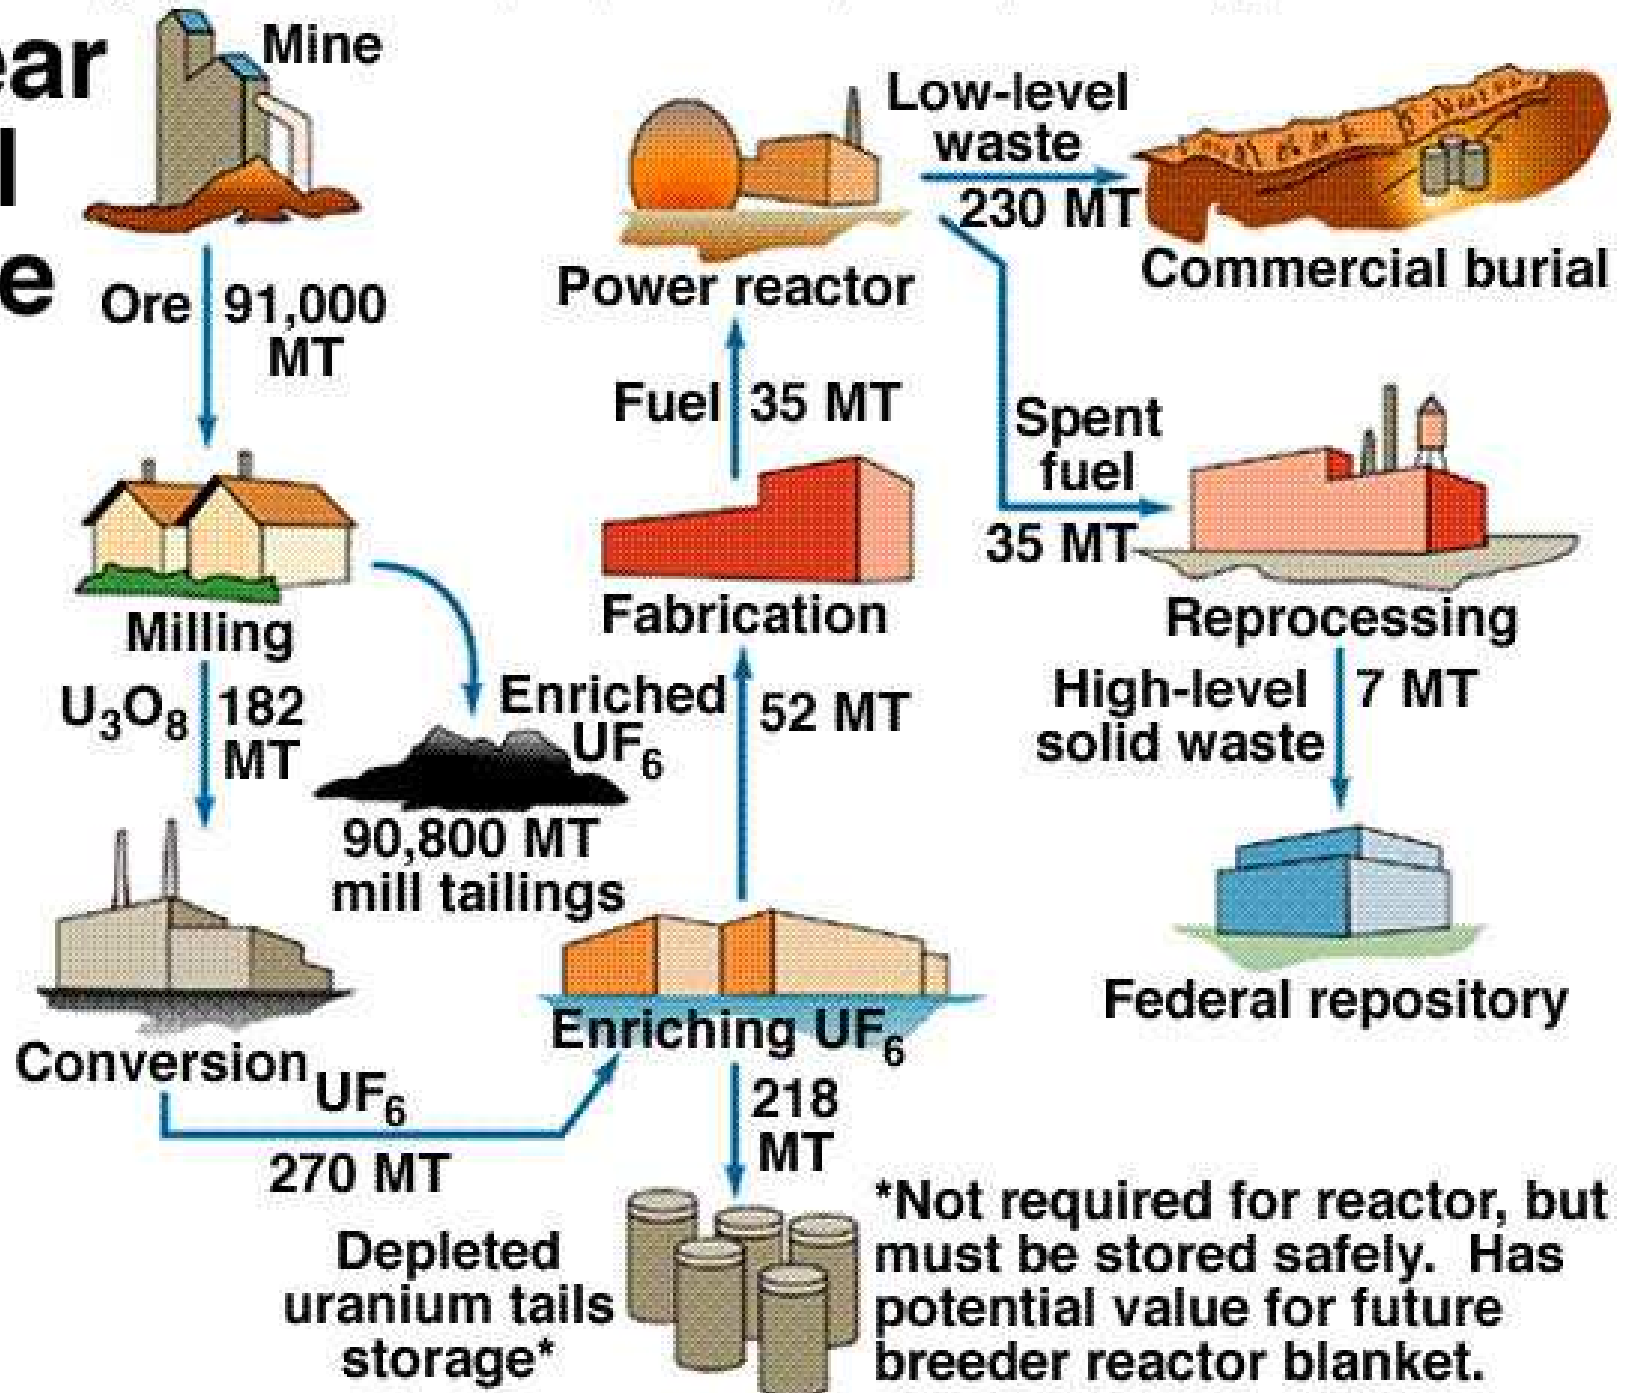 ear
l
e
Mine
Ore 91,000
MT
Milling
U3O8 182
MT
90,800 MT
mill tailings
Conversion
UF6
270 MT
Enriching UF6
218
MT
Depleted
uranium tails
storage*
*Not required for reactor, but
must be stored safely. Has
potential value for future
breeder reactor blanket.
Enriched
UF6
52 MT
Fabrication
Fuel 35 MT
Power reactor
Low-level
waste
230 MT
Commercial burial
Spent
fuel
35 MT
Reprocessing
High-level
solid waste
7 MT
Federal repository